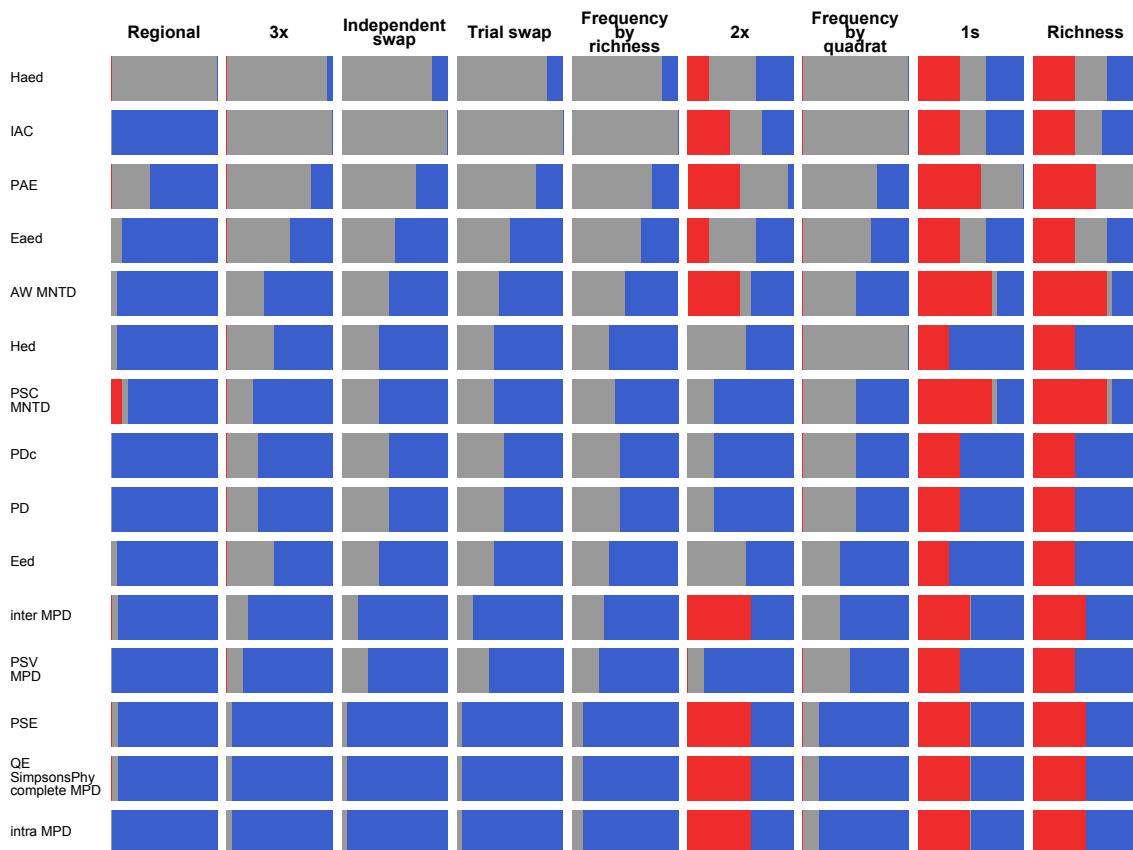 Regional
3x
Independent
swap
Trial swap
Frequency
by
richness
2x
Frequency
by
quadrat
1s
Richness
Haed
IAC
PAE
Eaed
AW MNTD
Hed
PSC
MNTD
PDc
PD
Eed
inter MPD
PSV
MPD
PSE
QE
SimpsonsPhy
complete MPD
intra MPD